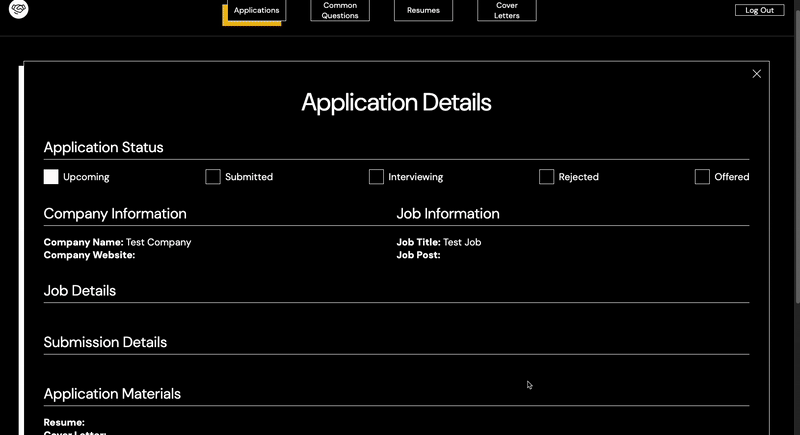 Applications
Common
Questions
Resumes
Cover
Letters
Log Out
Application Details
Application Status
Upcoming
Submitted
Interviewing
Rejected
Offered
Company Information
Job Information
Company Name: Test Company
Job Title: Test Job
Company Website:
Job Post:
Job Details
Submission Details
Application Materials
Resume:
Cover Letter: